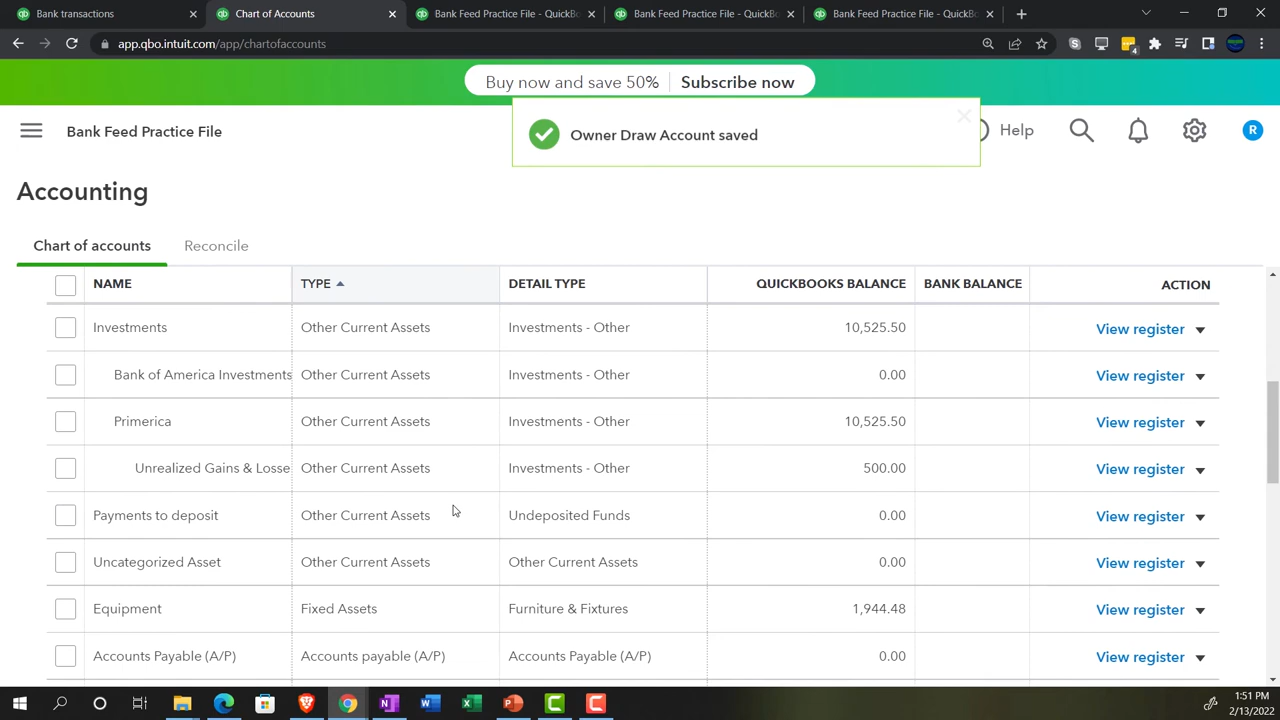 Bank transactions
Chart of Accounts
Bank Feed Practice File - QuickB
Bank Feed Practice File - QuickBo
Bank Feed Practice File - QuickBo
app.qbo.intuit.com/app/chartofaccounts
4
Buy now and save 50% Subscribe now
Bank Feed Practice File
Owner Draw Account saved
Help
R
Accounting
Chart of accounts Reconcile
NAME TYPE DETAIL TYPE QUICKBOOKS BALANCE BANK BALANCE ACTION
Investments Other Current Assets Investments - Other 10,525.50 View register
Bank of America Investments Other Current Assets Investments - Other 0.00 View register
Primerica Other Current Assets Investments - Other 10,525.50 View register
Unrealized Gains & Losse Other Current Assets Investments - Other 500.00 View register
Payments to deposit Other Current Assets Undeposited Funds 0.00 View register
Uncategorized Asset Other Current Assets Other Current Assets 0.00 View register
Equipment Fixed Assets Furniture & Fixtures 1,944.48 View register
Accounts Payable (A/P) Accounts payable (A/P) Accounts Payable (A/P) 0.00 View register
1:51 PM
2/13/2022